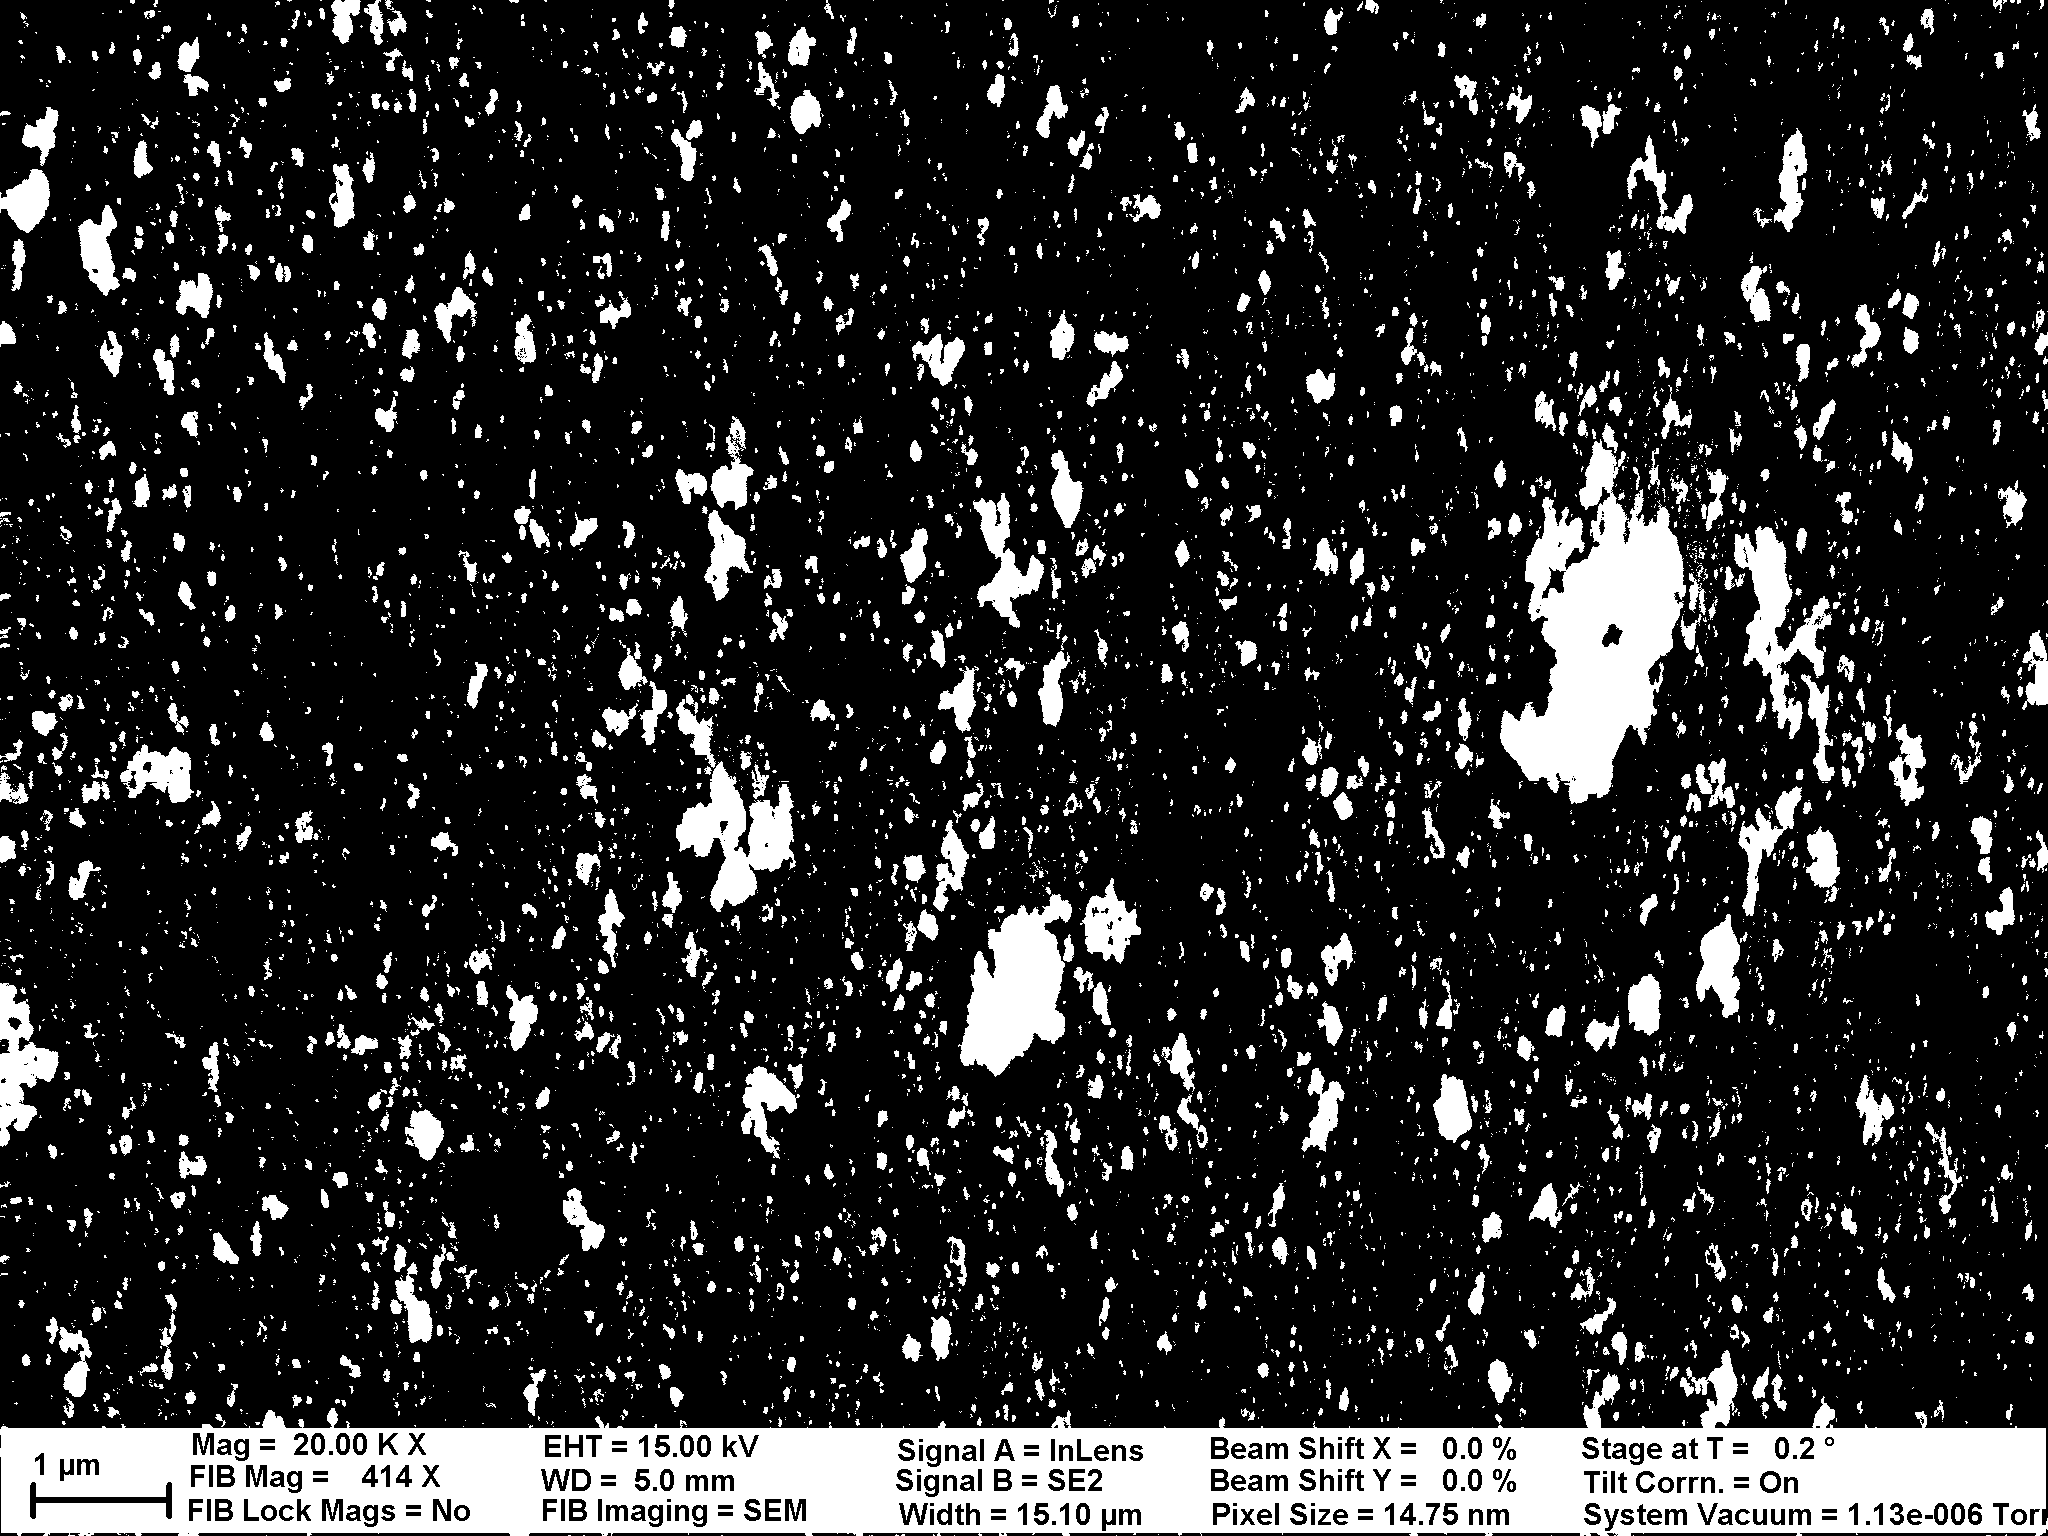 1 µm
Mag = 20.00 K X
FIB Mag = 414 X
FIB Lock Mags = No
EHT = 15.00 kV
WD = 5.0 mm
FIB Imaging = SEM
Signal A = InLens
Signal B = SE2
Width = 15.10 µm
Beam Shift X = 0.0 %
Beam Shift Y = 0.0 %
Pixel Size = 14.75 nm
Stage at T = 0.2 °
Tilt Corrn. = On
System Vacuum = 1.13e-006 Torr